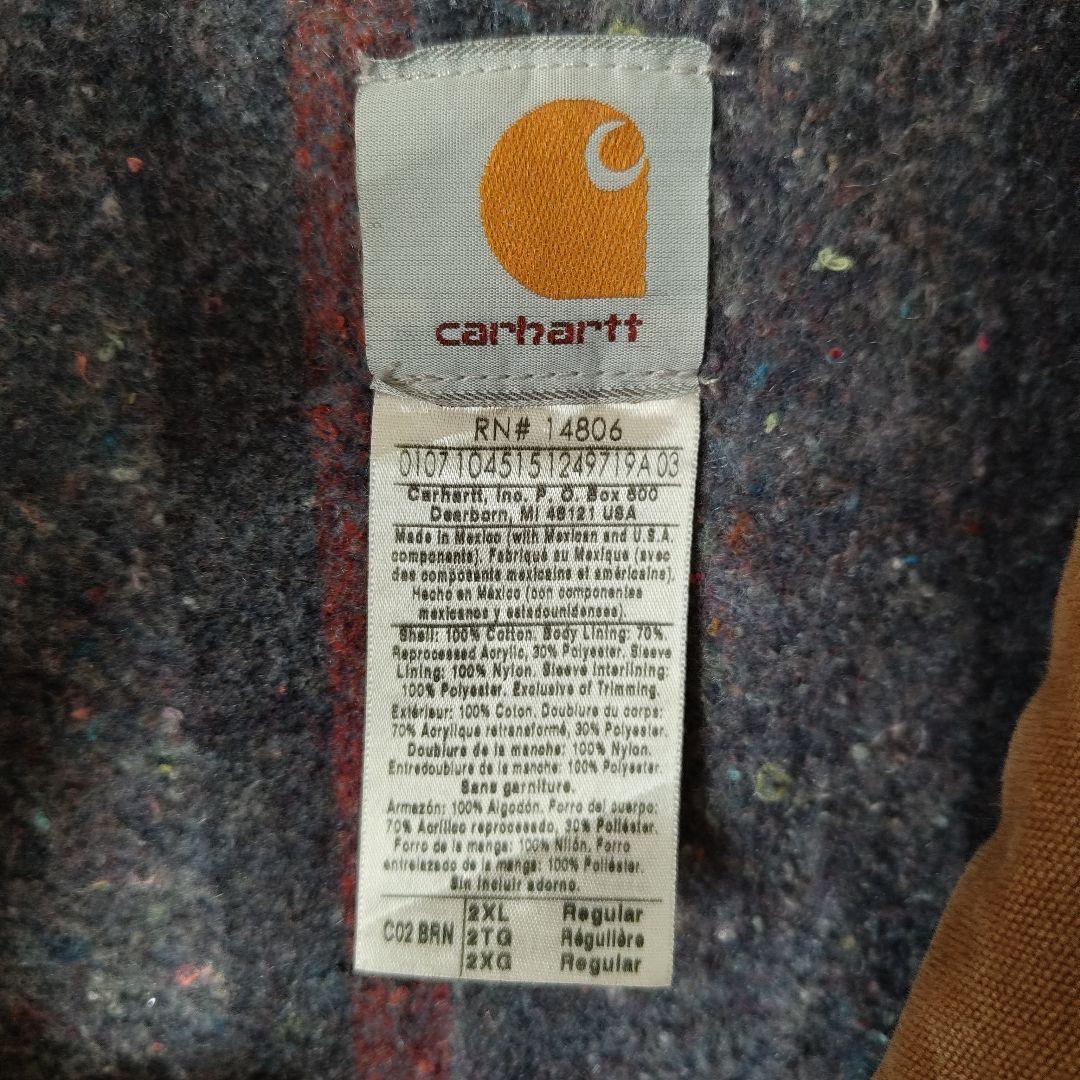 carhartt
RN# 14806
0107104515124971 9A 03
Carhartt, Inc. P. O. Box 600
Dearborn, MI 48121 USA
Made in Mexico (with Mexican and U.S.A.
components). Fabriqué au Mexique (avec
des composants mexicains et américains).
Hecho en México (con componentes
mexicanos y estadounidenses).
Shell: 100% Cotton, Body Lining: 70%
Reprocessed Acrylic, 30% Polyester. Sleeve
Lining: 100% Nylon. Sleeve Interlining:
100% Polyester. Exclusive of Trimming.
Extérieur: 100% Coton. Doublure du corps:
70% Acrylique retransformé, 30% Polyester.
Doublure de la manche: 100% Nylon.
Entredoublure de la manche: 100% Polyester.
Sans garniture.
Armazón: 100% Algodón. Forro del cuerpo:
70% Acrílico reprocessado, 30% Poliéster.
Forro de la manga: 100% Nilón. Forro
entrelazado de la manga: 100% Poliéster.
Sin incluir adorno.
C02 BRN
2XL Regular
2TG Régulière
2XG Regular